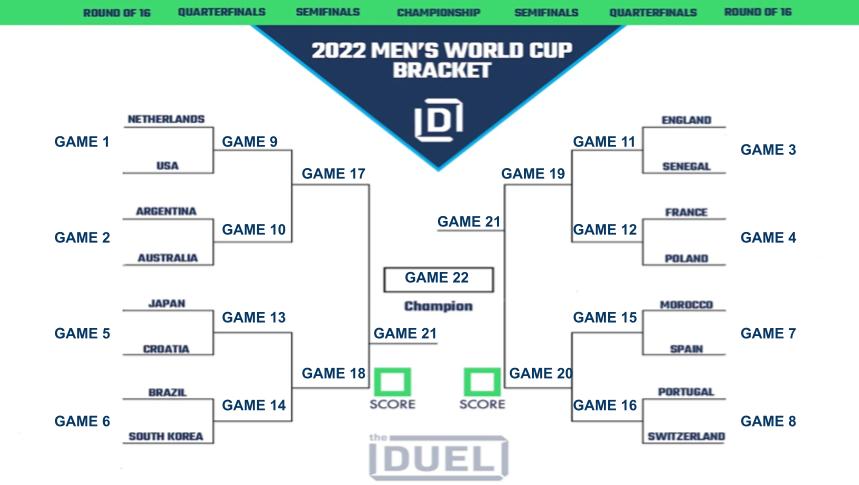 ROUND OF 16 QUARTERFINALS SEMIFINALS CHAMPIONSHIP SEMIFINALS QUARTERFINALS ROUND OF 16
2022 MEN'S WORLD CUP
BRACKET
D
NETHERLANDS
GAME 1
GAME 9
USA
GAME 17
ARGENTINA
GAME 2
GAME 10
AUSTRALIA
JAPAN
GAME 5
GAME 13
CROATIA
GAME 18
BRAZIL
GAME 6
GAME 14
SOUTH KOREA
GAME 21
GAME 22
Champion
GAME 21
SCORE
SCORE
ENGLAND
GAME 11
GAME 3
SENEGAL
GAME 19
FRANCE
GAME 12
GAME 4
POLAND
MOROCCO
GAME 15
GAME 7
SPAIN
GAME 20
PORTUGAL
GAME 16
GAME 8
SWITZERLAND
the
DUEL